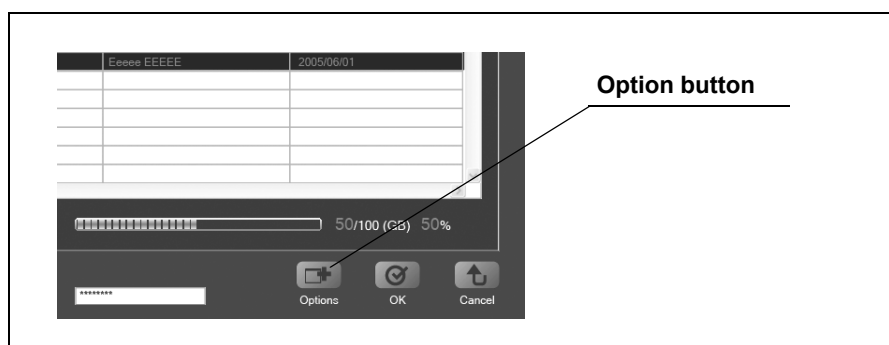 Eeeee EEEEE 2005/06/01
Option button
50/100 (GB) 50%
********
Options OK Cancel